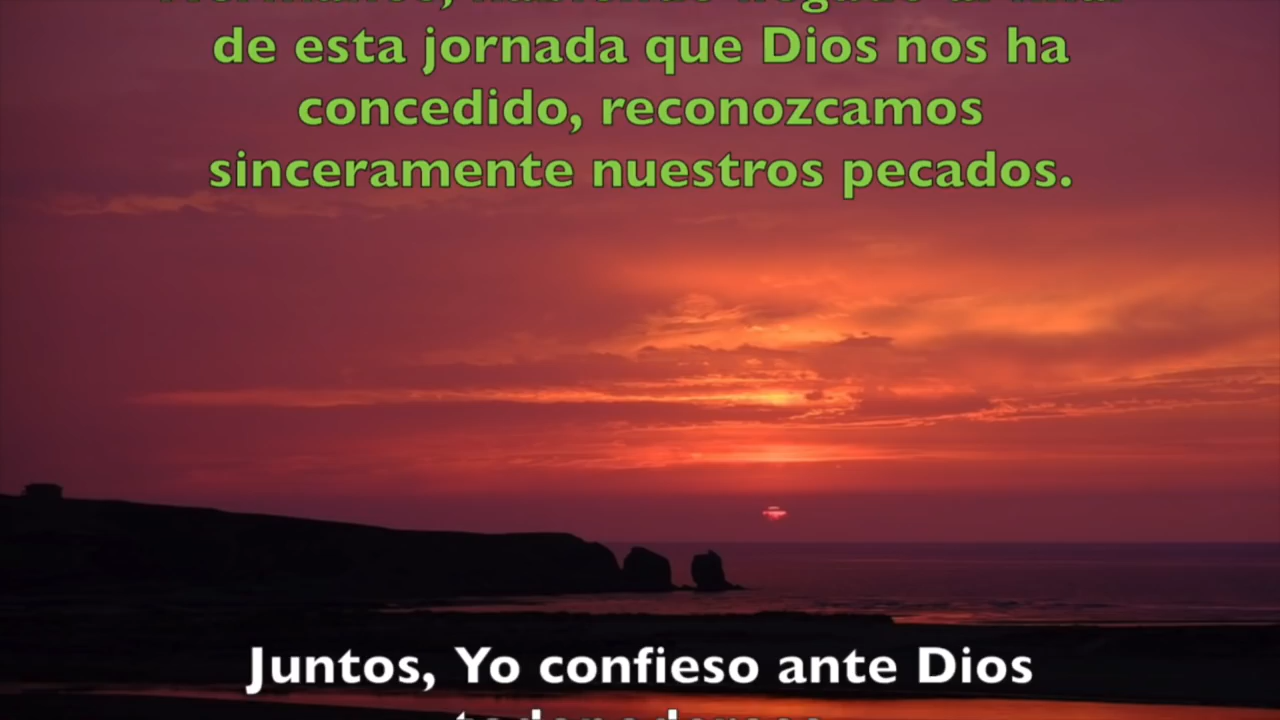 de esta jornada que Dios nos ha
concedido, reconozcamos
sinceramente nuestros pecados.
Juntos, Yo confieso ante Dios